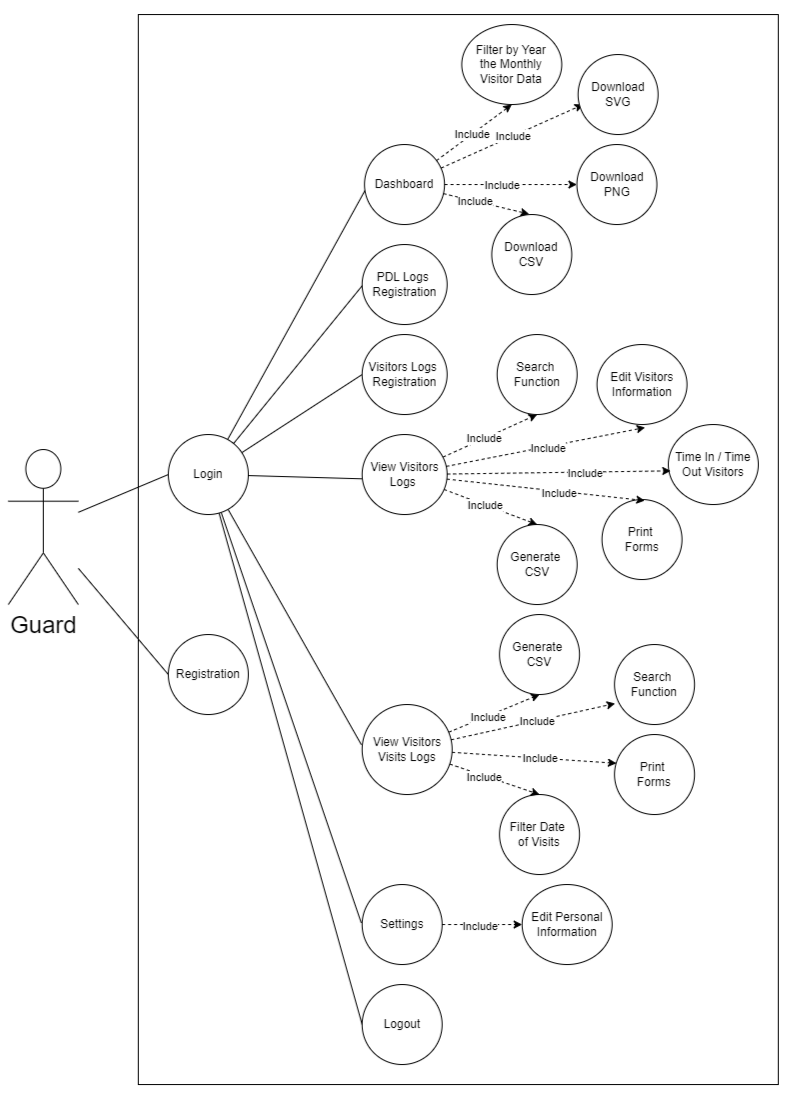 Filter by Year
the Monthly
Visitor Data
Download
SVG
Include
Include
Dashboard
Include
Download
PNG
Include
Download
CSV
PDL Logs
Registration
Visitors Logs
Registration
Search
Function
Edit Visitors
Information
Include
Include
Login
View Visitors
Logs
Include
Time In / Time
Out Visitors
Include
Include
Print
Forms
Generate
CSV
Guard
Registration
Generate
CSV
Search
Function
Include
Include
View Visitors
Visits Logs
Include
Print
Forms
Include
Filter Date
of Visits
Settings
Include
Edit Personal
Information
Logout